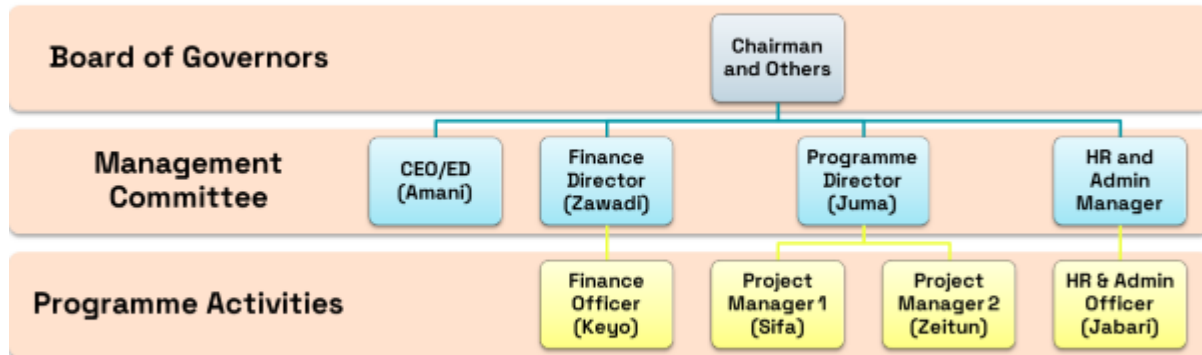 Board of Governors
Chairman
and Others
Management
Committee
CEO/ED
(Amani)
Finance
Director
(Zawadi)
Programme
Director
(Juma)
HR and
Admin
Manager
Programme Activities
Finance
Officer
(Keyo)
Project
Manager 1
(Sifa)
Project
Manager 2
(Zeitun)
HR & Admin
Officer
(Jabari)